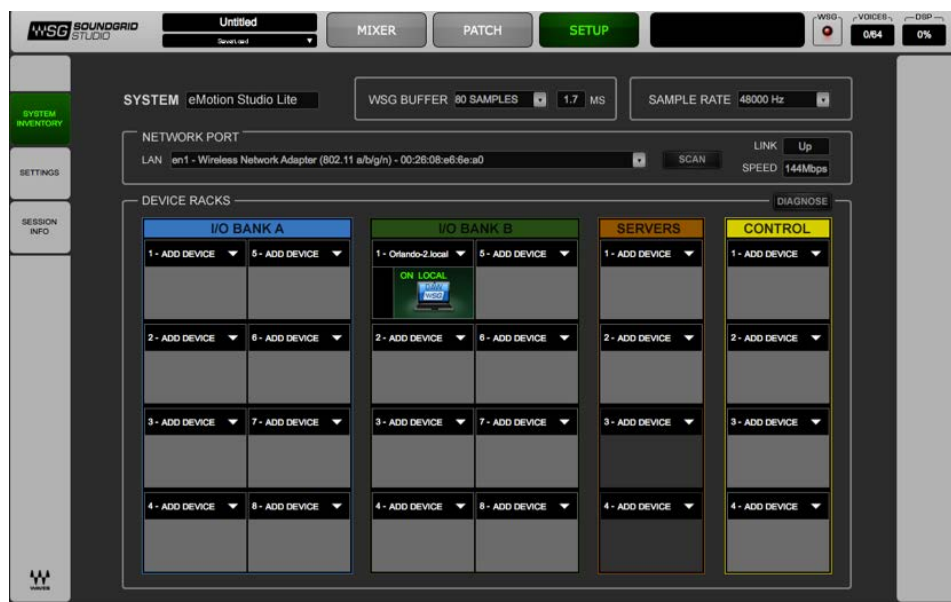 WSG SOUNDGRID STUDIO
Untitled
MIXER
PATCH
SETUP
WSG
VOICES
0/64
DSP
0%
SYSTEM INVENTORY
SETTINGS
SESSION INFO
SYSTEM eMotion Studio Lite
WSG BUFFER 80 SAMPLES 1.7 MS
SAMPLE RATE 48000 Hz
NETWORK PORT
LAN en1 - Wireless Network Adapter (802.11 a/b/g/n) - 00:26:08:e6:6e:a0
SCAN
LINK Up
SPEED 144Mbps
DEVICE RACKS
DIAGNOSE
I/O BANK A
1 - ADD DEVICE 5 - ADD DEVICE
2 - ADD DEVICE 6 - ADD DEVICE
3 - ADD DEVICE 7 - ADD DEVICE
4 - ADD DEVICE 8 - ADD DEVICE
I/O BANK B
1 - Orlando-2.local 5 - ADD DEVICE
ON LOCAL
WSG
2 - ADD DEVICE 6 - ADD DEVICE
3 - ADD DEVICE 7 - ADD DEVICE
4 - ADD DEVICE 8 - ADD DEVICE
SERVERS
1 - ADD DEVICE
2 - ADD DEVICE
3 - ADD DEVICE
4 - ADD DEVICE
CONTROL
1 - ADD DEVICE
2 - ADD DEVICE
3 - ADD DEVICE
4 - ADD DEVICE
WAVES